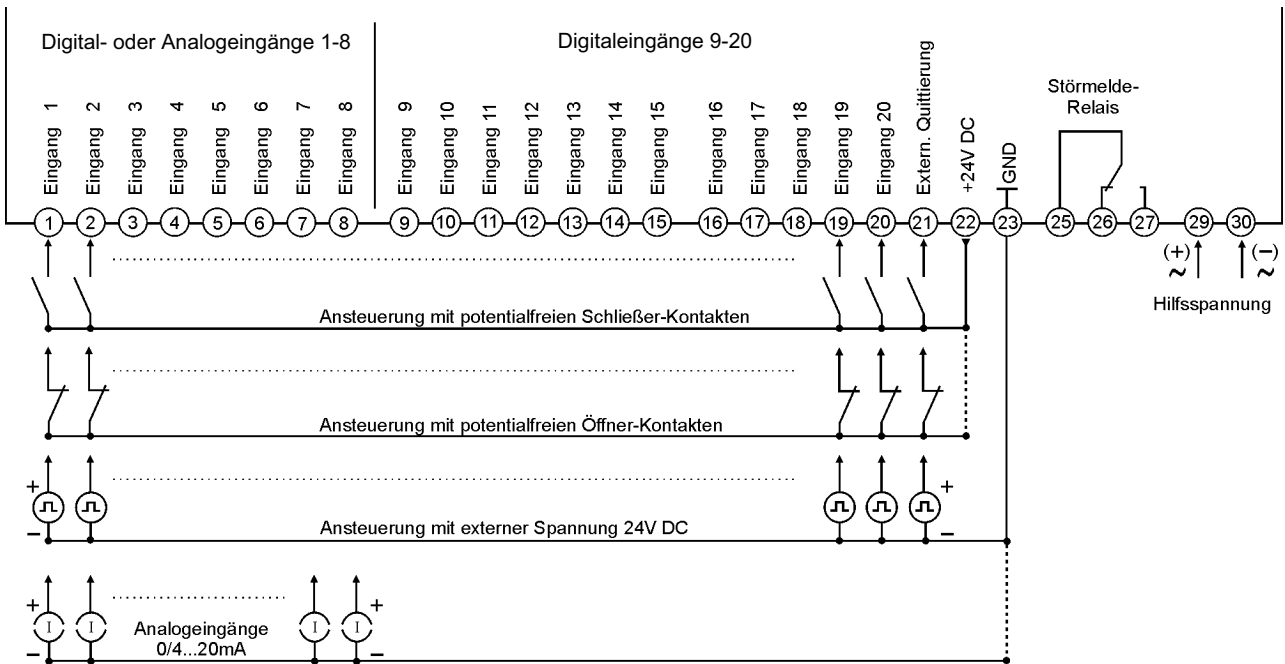 Digital- oder Analogeingänge 1-8
Digitaleingänge 9-20
Störmelde-
Relais
Eingang 1
Eingang 2
Eingang 3
Eingang 4
Eingang 5
Eingang 6
Eingang 7
Eingang 8
Eingang 9
Eingang 10
Eingang 11
Eingang 12
Eingang 13
Eingang 14
Eingang 15
Eingang 16
Eingang 17
Eingang 18
Eingang 19
Eingang 20
Extern. Quittierung
+24V DC
GND
1 2 3 4 5 6 7 8 9 10 11 12 13 14 15 16 17 18 19 20 21 22 23 25 26 27 29 30
(+) (−)
~ ~
Hilfsspannung
Ansteuerung mit potentialfreien Schließer-Kontakten
Ansteuerung mit potentialfreien Öffner-Kontakten
+ +
Ansteuerung mit externer Spannung 24V DC
− −
+ +
I I I I
Analogeingänge
0/4...20mA
− −